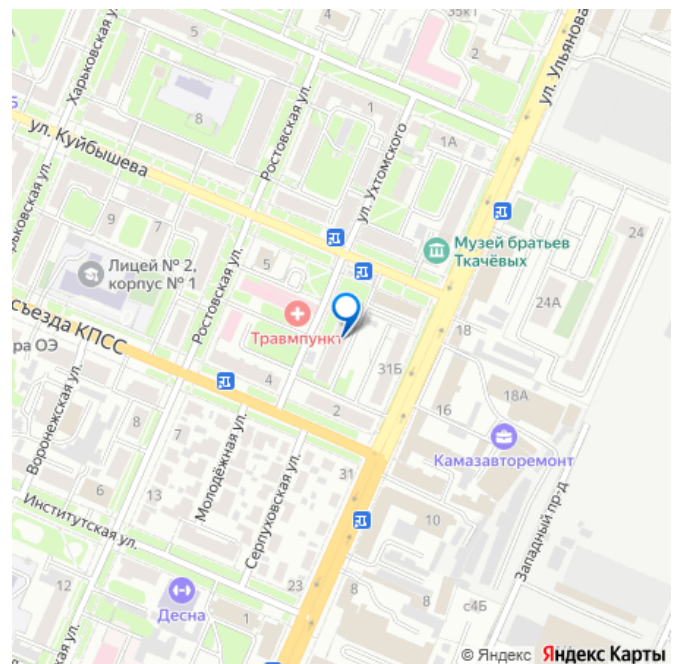 35к1
Харьковская ул.
5
2
ул. Ульянова
8
Ростовская ул.
1
ул. Куйбышева
ул. Ухтомского
1А
9
7
Лицей № 2,
корпус № 1
Ростовская ул.
5
Музей братьев
Ткачёвых
24
24А
съезда КПСС
ра ОЭ
Травмпункт
18
31Б
4
2
18А
16
Воронежская ул.
8
7
Молодёжная ул.
Серпуховская ул.
Камазавторемонт
31
6
13
10
Западный пр-д
Институтская ул.
12
Десна
23
1
8
8
с4Б
© Яндекс Яндекс Карты